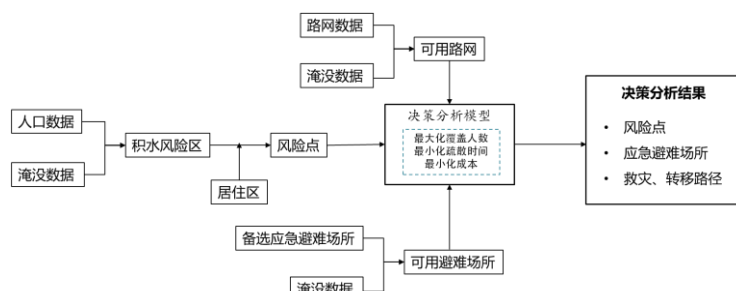 路网数据
淹没数据
可用路网
人口数据
淹没数据
积水风险区
居住区
风险点
决策分析模型
最大化覆盖人数
最小化疏散时间
最小化成本
备选应急避难场所
淹没数据
可用避难场所
决策分析结果
• 风险点
• 应急避难场所
• 救灾、转移路径